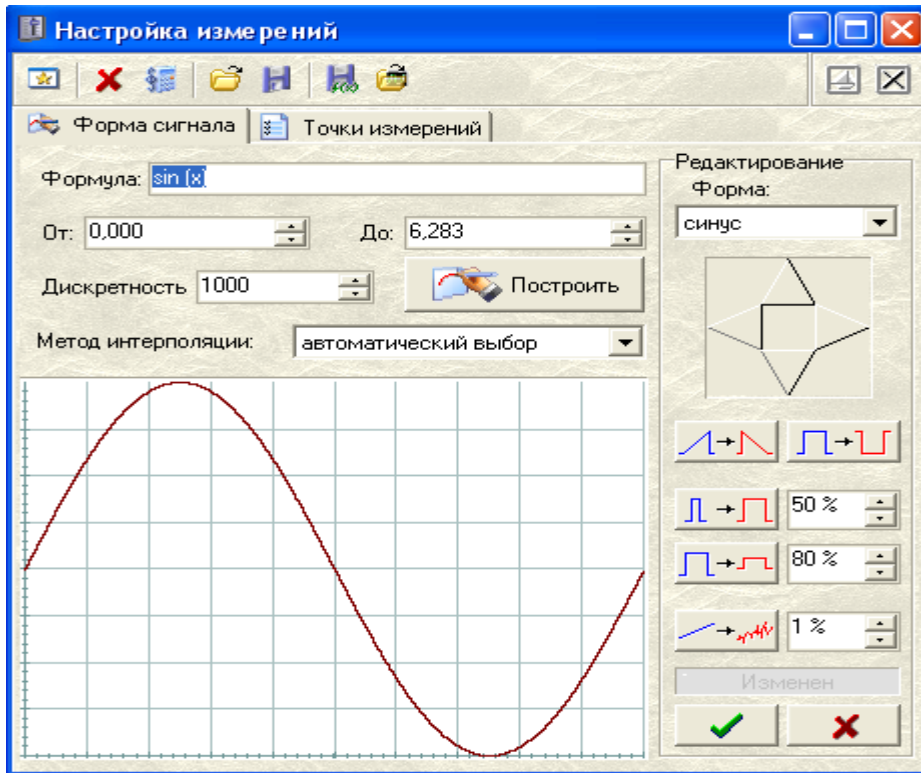 Настройка измерений
Форма сигнала
Точки измерений
Формула: sin (x)
От: 0,000
До: 6,283
Дискретность 1000
Построить
Метод интерполяции: автоматический выбор
Редактирование
Форма:
синус
50 %
80 %
1 %
Изменен